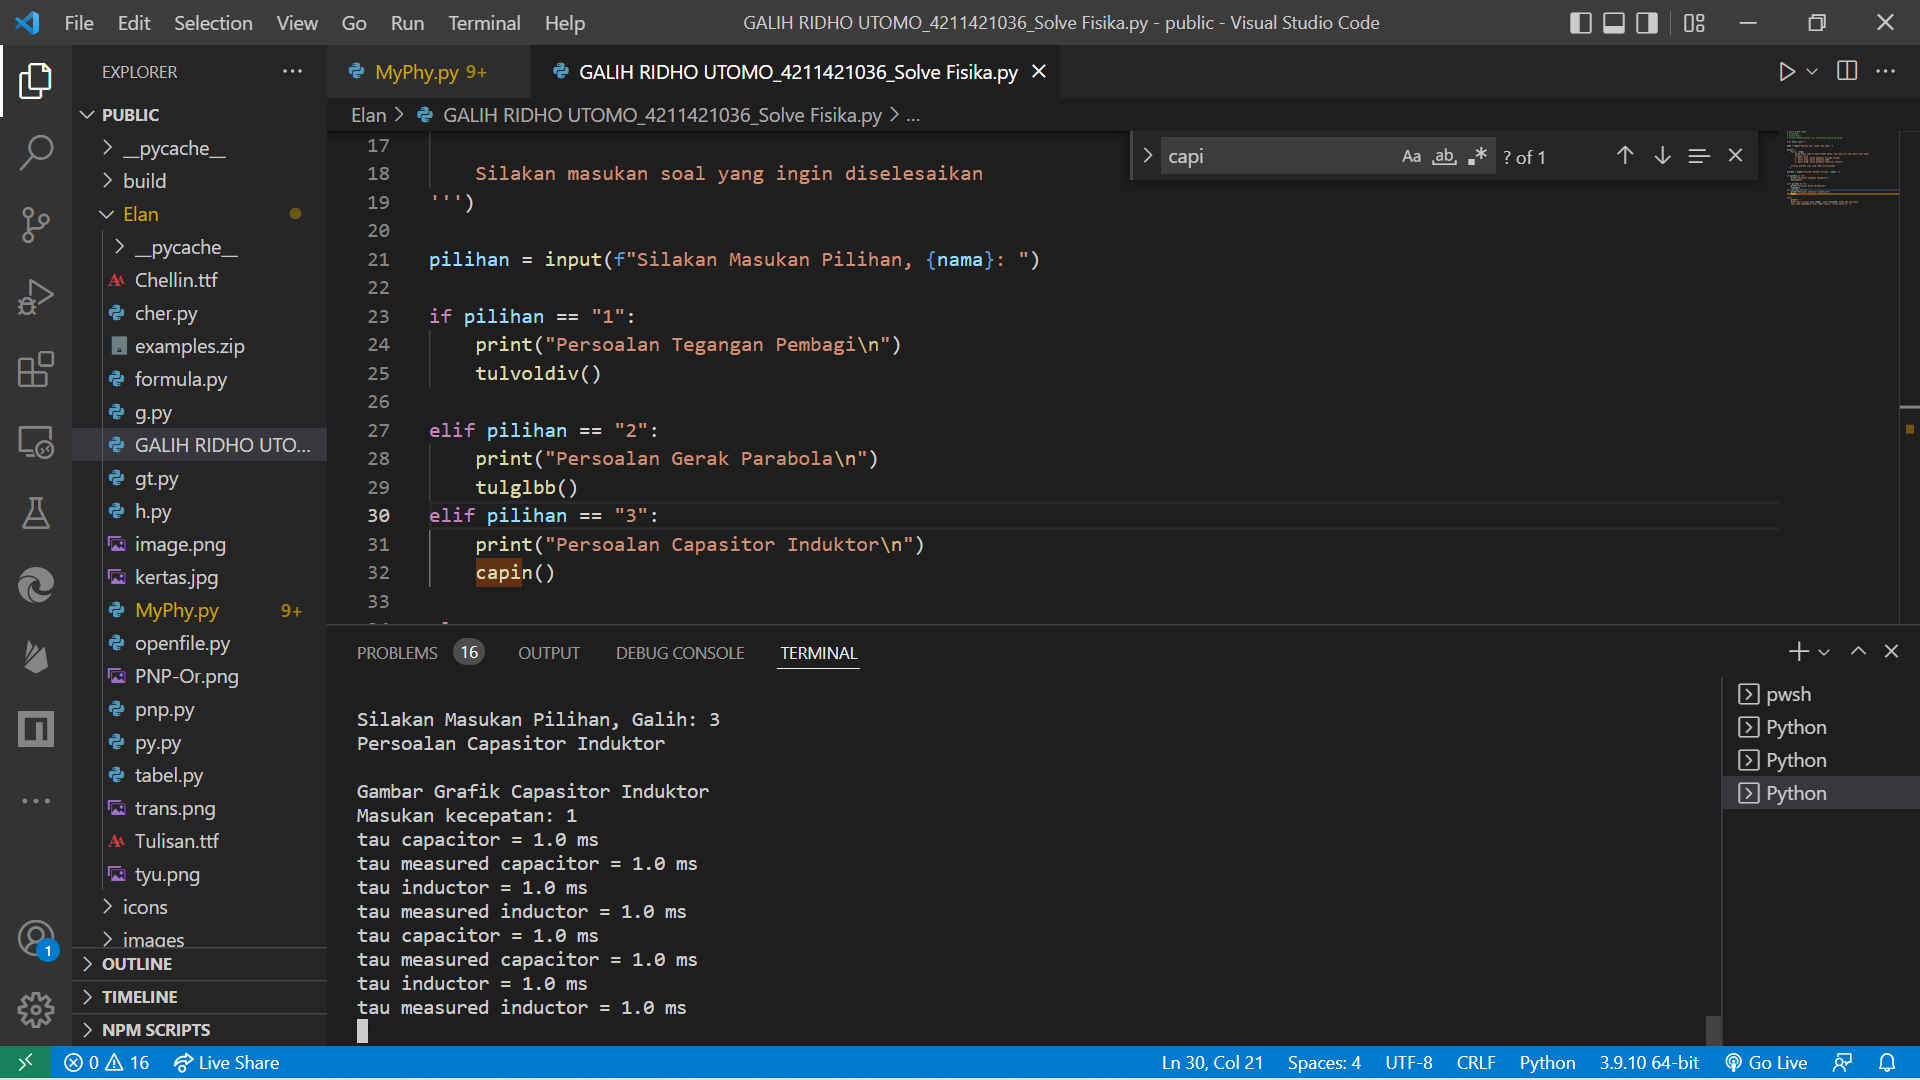 File Edit Selection View Go Run Terminal Help
GALIH RIDHO UTOMO_4211421036_Solve Fisika.py - public - Visual Studio Code
EXPLORER
MyPhy.py 9+
GALIH RIDHO UTOMO_4211421036_Solve Fisika.py
Elan > GALIH RIDHO UTOMO_4211421036_Solve Fisika.py > ...
PUBLIC
__pycache__
build
Elan
__pycache__
Chellin.ttf
cher.py
examples.zip
formula.py
g.py
GALIH RIDHO UTO...
gt.py
h.py
image.png
kertas.jpg
MyPhy.py 9+
openfile.py
PNP-Or.png
pnp.py
py.py
tabel.py
trans.png
Tulisan.ttf
tyu.png
icons
images
OUTLINE
TIMELINE
NPM SCRIPTS
1
capi
Aa ab .* ? of 1
17
18 Silakan masukan soal yang ingin diselesaikan
19 ''')
20
21 pilihan = input(f"Silakan Masukan Pilihan, {nama}: ")
22
23 if pilihan == "1":
24 print("Persoalan Tegangan Pembagi\n")
25 tulvoldiv()
26
27 elif pilihan == "2":
28 print("Persoalan Gerak Parabola\n")
29 tulglbb()
30 elif pilihan == "3":
31 print("Persoalan Capasitor Induktor\n")
32 capin()
33
PROBLEMS 16 OUTPUT DEBUG CONSOLE TERMINAL
Silakan Masukan Pilihan, Galih: 3
Persoalan Capasitor Induktor
Gambar Grafik Capasitor Induktor
Masukan kecepatan: 1
tau capacitor = 1.0 ms
tau measured capacitor = 1.0 ms
tau inductor = 1.0 ms
tau measured inductor = 1.0 ms
tau capacitor = 1.0 ms
tau measured capacitor = 1.0 ms
tau inductor = 1.0 ms
tau measured inductor = 1.0 ms
pwsh
Python
Python
Python
0 16 Live Share
Ln 30, Col 21 Spaces: 4 UTF-8 CRLF Python 3.9.10 64-bit Go Live